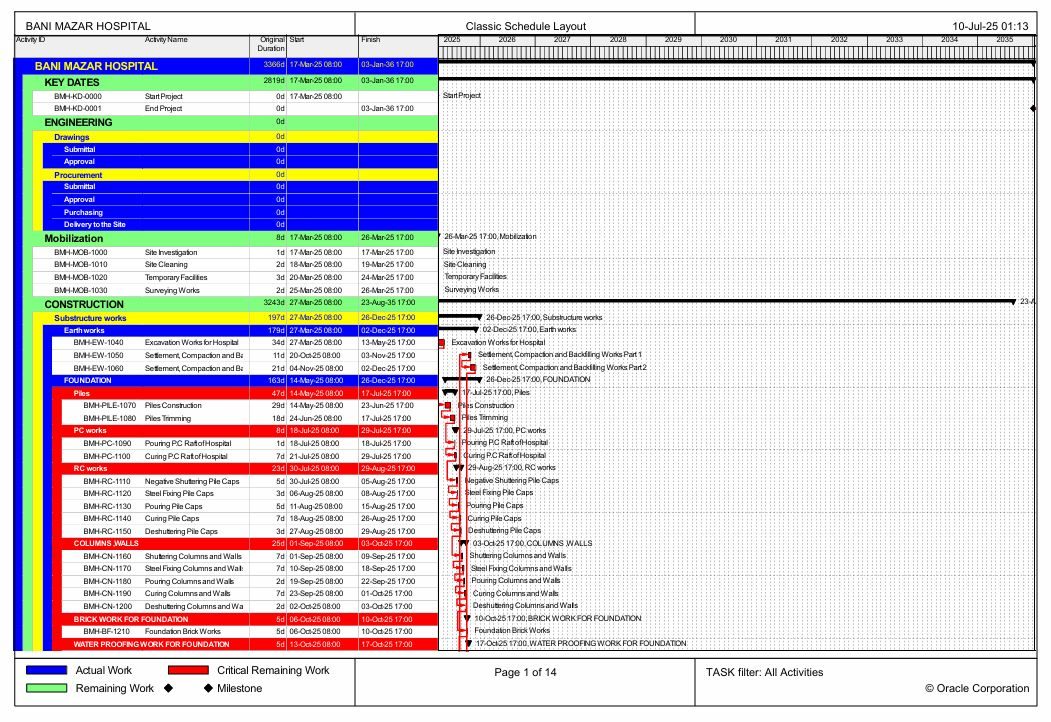 BANI MAZAR HOSPITAL Classic Schedule Layout 10-Jul-25 01:13
Activity ID Activity Name Original Duration Start Finish 2025 2026 2027 2028 2029 2030 2031 2032 2033 2034 2035
BANI MAZAR HOSPITAL 3366d 17-Mar-25 08:00 03-Jan-36 17:00
KEY DATES 2819d 17-Mar-25 08:00 03-Jan-36 17:00
BMH-KD-0000 Start Project 0d 17-Mar-25 08:00 Start Project
BMH-KD-0001 End Project 0d 03-Jan-36 17:00
ENGINEERING 0d
Drawings 0d
Submittal 0d
Approval 0d
Procurement 0d
Submittal 0d
Approval 0d
Purchasing 0d
Delivery to the Site 0d
Mobilization 8d 17-Mar-25 08:00 26-Mar-25 17:00 26-Mar-25 17:00, Mobilization
BMH-MOB-1000 Site Investigation 1d 17-Mar-25 08:00 17-Mar-25 17:00 Site Investigation
BMH-MOB-1010 Site Cleaning 2d 18-Mar-25 08:00 19-Mar-25 17:00 Site Cleaning
BMH-MOB-1020 Temporary Facilities 3d 20-Mar-25 08:00 24-Mar-25 17:00 Temporary Facilities
BMH-MOB-1030 Surveying Works 2d 25-Mar-25 08:00 26-Mar-25 17:00 Surveying Works
CONSTRUCTION 3243d 27-Mar-25 08:00 23-Aug-35 17:00 23-A
Substructure works 197d 27-Mar-25 08:00 26-Dec-25 17:00 26-Dec-25 17:00, Substructure works
Earth works 179d 27-Mar-25 08:00 02-Dec-25 17:00 02-Dec-25 17:00, Earth works
BMH-EW-1040 Excavation Works for Hospital 34d 27-Mar-25 08:00 13-May-25 17:00 Excavation Works for Hospital
BMH-EW-1050 Settlement, Compaction and Ba 11d 20-Oct-25 08:00 03-Nov-25 17:00 Settlement, Compaction and Backfilling Works Part 1
BMH-EW-1060 Settlement, Compaction and Ba 21d 04-Nov-25 08:00 02-Dec-25 17:00 Settlement, Compaction and Backfilling Works Part 2
FOUNDATION 163d 14-May-25 08:00 26-Dec-25 17:00 26-Dec-25 17:00, FOUNDATION
Piles 47d 14-May-25 08:00 17-Jul-25 17:00 17-Jul-25 17:00, Piles
BMH-PILE-1070 Piles Construction 29d 14-May-25 08:00 23-Jun-25 17:00 Piles Construction
BMH-PILE-1080 Piles Trimming 18d 24-Jun-25 08:00 17-Jul-25 17:00 Piles Trimming
PC works 8d 18-Jul-25 08:00 29-Jul-25 17:00 29-Jul-25 17:00, PC works
BMH-PC-1090 Pouring P.C Raft of Hospital 1d 18-Jul-25 08:00 18-Jul-25 17:00 Pouring P.C Raft of Hospital
BMH-PC-1100 Curing P.C Raft of Hospital 7d 21-Jul-25 08:00 29-Jul-25 17:00 Curing P.C Raft of Hospital
RC works 23d 30-Jul-25 08:00 29-Aug-25 17:00 29-Aug-25 17:00, RC works
BMH-RC-1110 Negative Shuttering Pile Caps 5d 30-Jul-25 08:00 05-Aug-25 17:00 Negative Shuttering Pile Caps
BMH-RC-1120 Steel Fixing Pile Caps 3d 06-Aug-25 08:00 08-Aug-25 17:00 Steel Fixing Pile Caps
BMH-RC-1130 Pouring Pile Caps 5d 11-Aug-25 08:00 15-Aug-25 17:00 Pouring Pile Caps
BMH-RC-1140 Curing Pile Caps 7d 18-Aug-25 08:00 26-Aug-25 17:00 Curing Pile Caps
BMH-RC-1150 Deshuttering Pile Caps 3d 27-Aug-25 08:00 29-Aug-25 17:00 Deshuttering Pile Caps
COLUMNS ,WALLS 25d 01-Sep-25 08:00 03-Oct-25 17:00 03-Oct-25 17:00, COLUMNS ,WALLS
BMH-CN-1160 Shuttering Columns and Walls 7d 01-Sep-25 08:00 09-Sep-25 17:00 Shuttering Columns and Walls
BMH-CN-1170 Steel Fixing Columns and Wall: 7d 10-Sep-25 08:00 18-Sep-25 17:00 Steel Fixing Columns and Walls
BMH-CN-1180 Pouring Columns and Walls 2d 19-Sep-25 08:00 22-Sep-25 17:00 Pouring Columns and Walls
BMH-CN-1190 Curing Columns and Walls 7d 23-Sep-25 08:00 01-Oct-25 17:00 Curing Columns and Walls
BMH-CN-1200 Deshuttering Columns and Wa 2d 02-Oct-25 08:00 03-Oct-25 17:00 Deshuttering Columns and Walls
BRICK WORK FOR FOUNDATION 5d 06-Oct-25 08:00 10-Oct-25 17:00 10-Oct-25 17:00, BRICK WORK FOR FOUNDATION
BMH-BF-1210 Foundation Brick Works 5d 06-Oct-25 08:00 10-Oct-25 17:00 Foundation Brick Works
WATER PROOFING WORK FOR FOUNDATION 5d 13-Oct-25 08:00 17-Oct-25 17:00 17-Oct-25 17:00, WATER PROOFING WORK FOR FOUNDATION
Actual Work Critical Remaining Work Page 1 of 14 TASK filter: All Activities
Remaining Work Milestone © Oracle Corporation